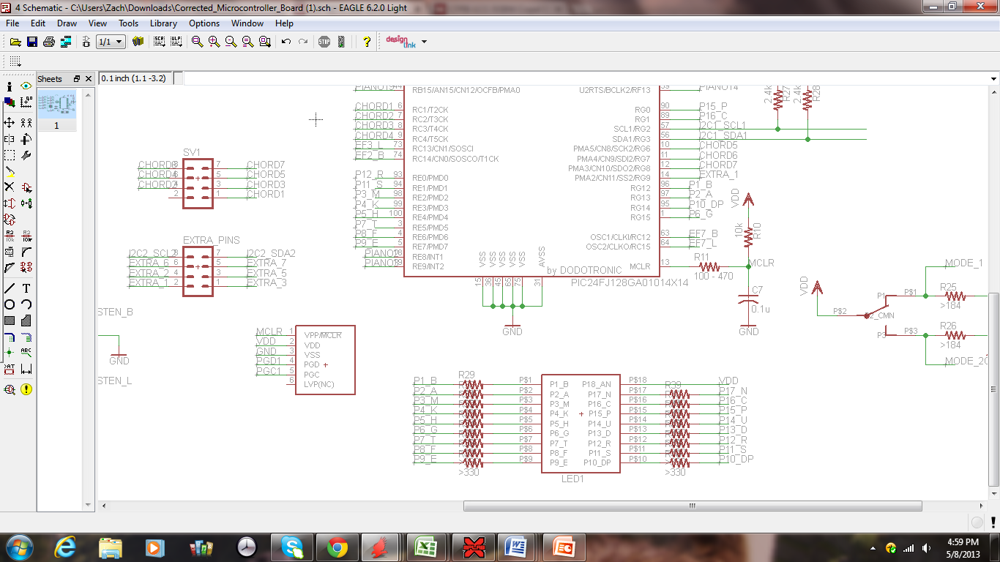 4 Schematic - C:\Users\Zach\Downloads\Corrected_Microcontroller_Board (1).sch - EAGLE 6.2.0 Light
File Edit Draw View Tools Library Options Window Help
1/1
SCR ULP
STOP
?
design link
Sheets
0.1 inch (1.1 -3.2)
1
SV1
CHORD6 8 7 CHORD7
CHORD4 6 5 CHORD5
CHORD2 4 3 CHORD3
2 1 CHORD1
EXTRA_PINS
I2C2_SCL2 8 7 I2C2_SDA2
EXTRA_6 6 5 EXTRA_7
EXTRA_4 4 3 EXTRA_5
EXTRA_1 2 1 EXTRA_3
STEN_B
GND
STEN_L
MCLR 1 VPP/MCLR
VDD 2 VDD
GND 3 VSS
PGD1 4 PGD
PGC1 5 PGC
6 LVP(NC)
RB15/AN15/CN12/OCFB/PMA0
CHORD1 6 RC1/T2CK
CHORD2 7 RC2/T3CK
CHORD3 8 RC3/T4CK
CHORD4 9 RC4/T5CK
EF3_L 73 RC13/CN1/SOSCI
EF2_B 74 RC14/CN0/SOSCO/T1CK
P12_R 93 RE0/PMD0
P11_S 94 RE1/PMD1
P3_M 98 RE2/PMD2
P4_K 99 RE3/PMD3
P5_H 100 RE4/PMD4
P7_T 3 RE5/PMD5
P8_F 4 RE6/PMD6
P9_E 5 RE7/PMD7
RE8/INT1
RE9/INT2
U2RTS/BCLK2/RF13 39 PIANO14
RG0 90 P15_P
RG1 89 P16_C
SCL1/RG2 57 I2C1_SCL1
SDA1/RG3 56 I2C1_SDA1
PMA5/CN8/SCK2/RG6 10 CHORD5
PMA4/CN9/SDI2/RG7 11 CHORD6
PMA3/CN10/SDO2/RG8 12 CHORD7
PMA2/CN11/SS2/RG9 14 EXTRA_1
RG12 96 P1_B
RG13 97 P2_A
RG14 95 P10_DP
RG15 1 P6_G
OSC1/CLKI/RC12 63 EF7_B
OSC2/CLKO/RC15 64 EF7_L
MCLR 13
VSS VSS VSS VSS VSS AVSS
by DODOTRONIC
15 36 45 65 75 31
PIC24FJ128GA01014X14
GND
2.4k R27
2.4k R28
VDD
10k R10
R11
100 - 470
MCLR
C7
0.1u
GND
VDD
P$2
P1 P$1
P2_CMN
P3 P$3
MODE_1
R25
>184
R26
>184
R29
P1_B P$1 P1_B P18_AN P$18 VDD
P2_A P$2 P2_A P17_N P$17 R39 P17_N
P3_M P$3 P3_M P16_C P$16 P16_C
P4_K P$4 P4_K P15_P P$15 P15_P
P5_H P$5 P5_H P14_U P$14 P14_U
P6_G P$6 P6_G P13_D P$13 P13_D
P7_T P$7 P7_T P12_R P$12 P12_R
P8_F P$8 P8_F P11_S P$11 P11_S
P9_E P$9 P9_E P10_DP P$10 P10_DP
>330 >330
LED1
MPLAB
4:59 PM
5/8/2013